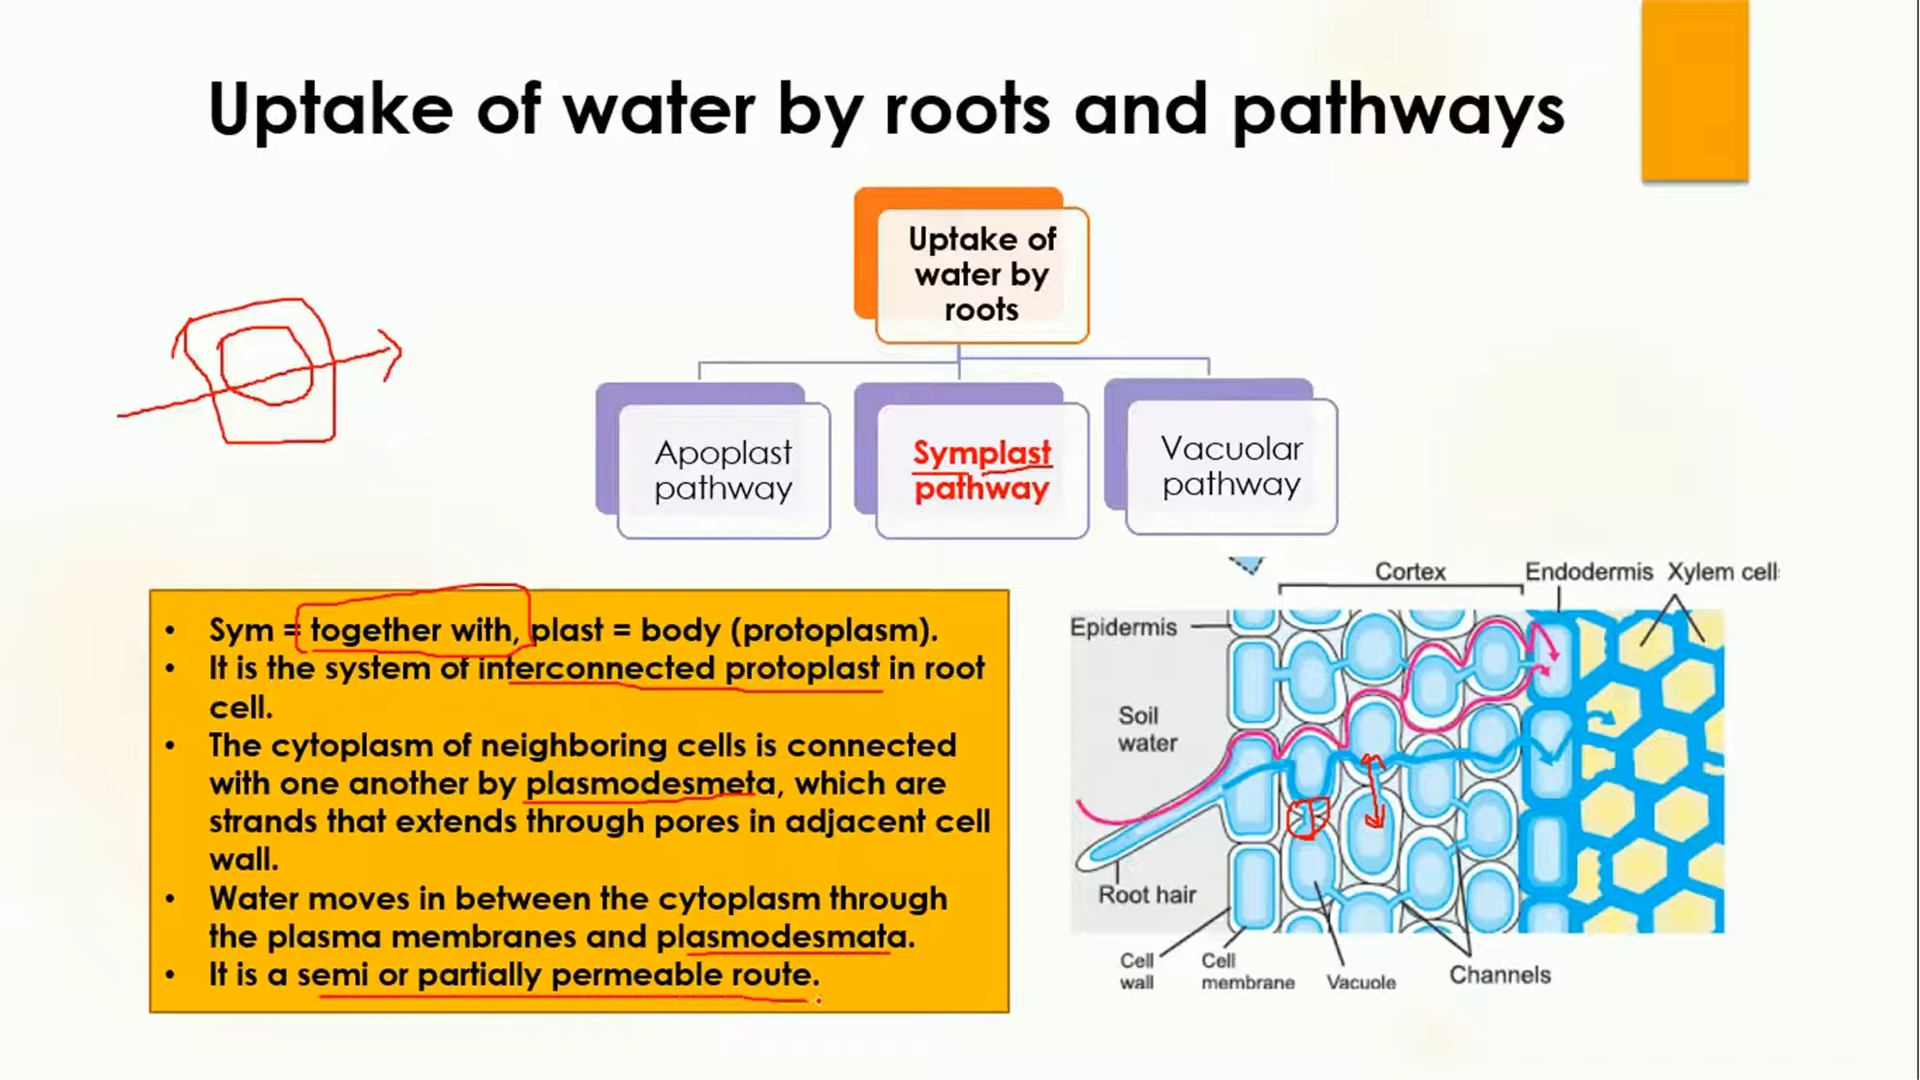 Uptake of water by roots and pathways
Uptake of
water by
roots
Apoplast
pathway
Symplast
pathway
Vacuolar
pathway
• Sym = together with, plast = body (protoplasm).
• It is the system of interconnected protoplast in root
cell.
• The cytoplasm of neighboring cells is connected
with one another by plasmodesmeta, which are
strands that extends through pores in adjacent cell
wall.
• Water moves in between the cytoplasm through
the plasma membranes and plasmodesmata.
• It is a semi or partially permeable route.
Cortex
Endodermis
Xylem cell
Epidermis
Soil
water
Root hair
Cell
wall
Cell
membrane
Vacuole
Channels